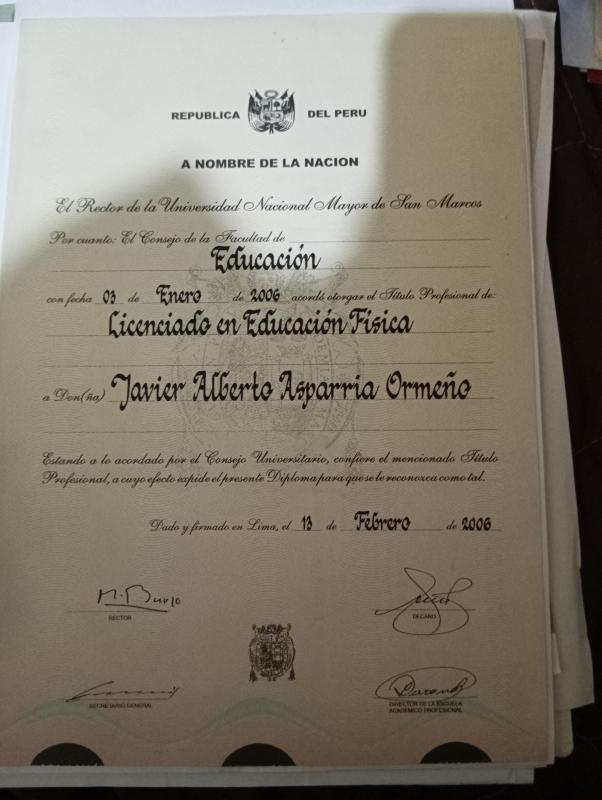 REPUBLICA DEL PERU
A NOMBRE DE LA NACION
El Rector de la Universidad Nacional Mayor de San Marcos
Por cuanto: El Consejo de la Facultad de
Educación
con fecha 03 de Enero de 2006 acordó otorgar el Título Profesional de:
Licenciado en Educación Física
a Don(ña) Javier Alberto Asparria Ormeño
Estando a lo acordado por el Consejo Universitario, confiere el mencionado Título
Profesional, a cuyo efecto expide el presente Diploma para que se le reconozca como tal.
Dado y firmado en Lima, el 13 de Febrero de 2006
RECTOR
DECANO
SECRETARIO GENERAL
DIRECTOR DE LA ESCUELA
ACADEMICO PROFESIONAL